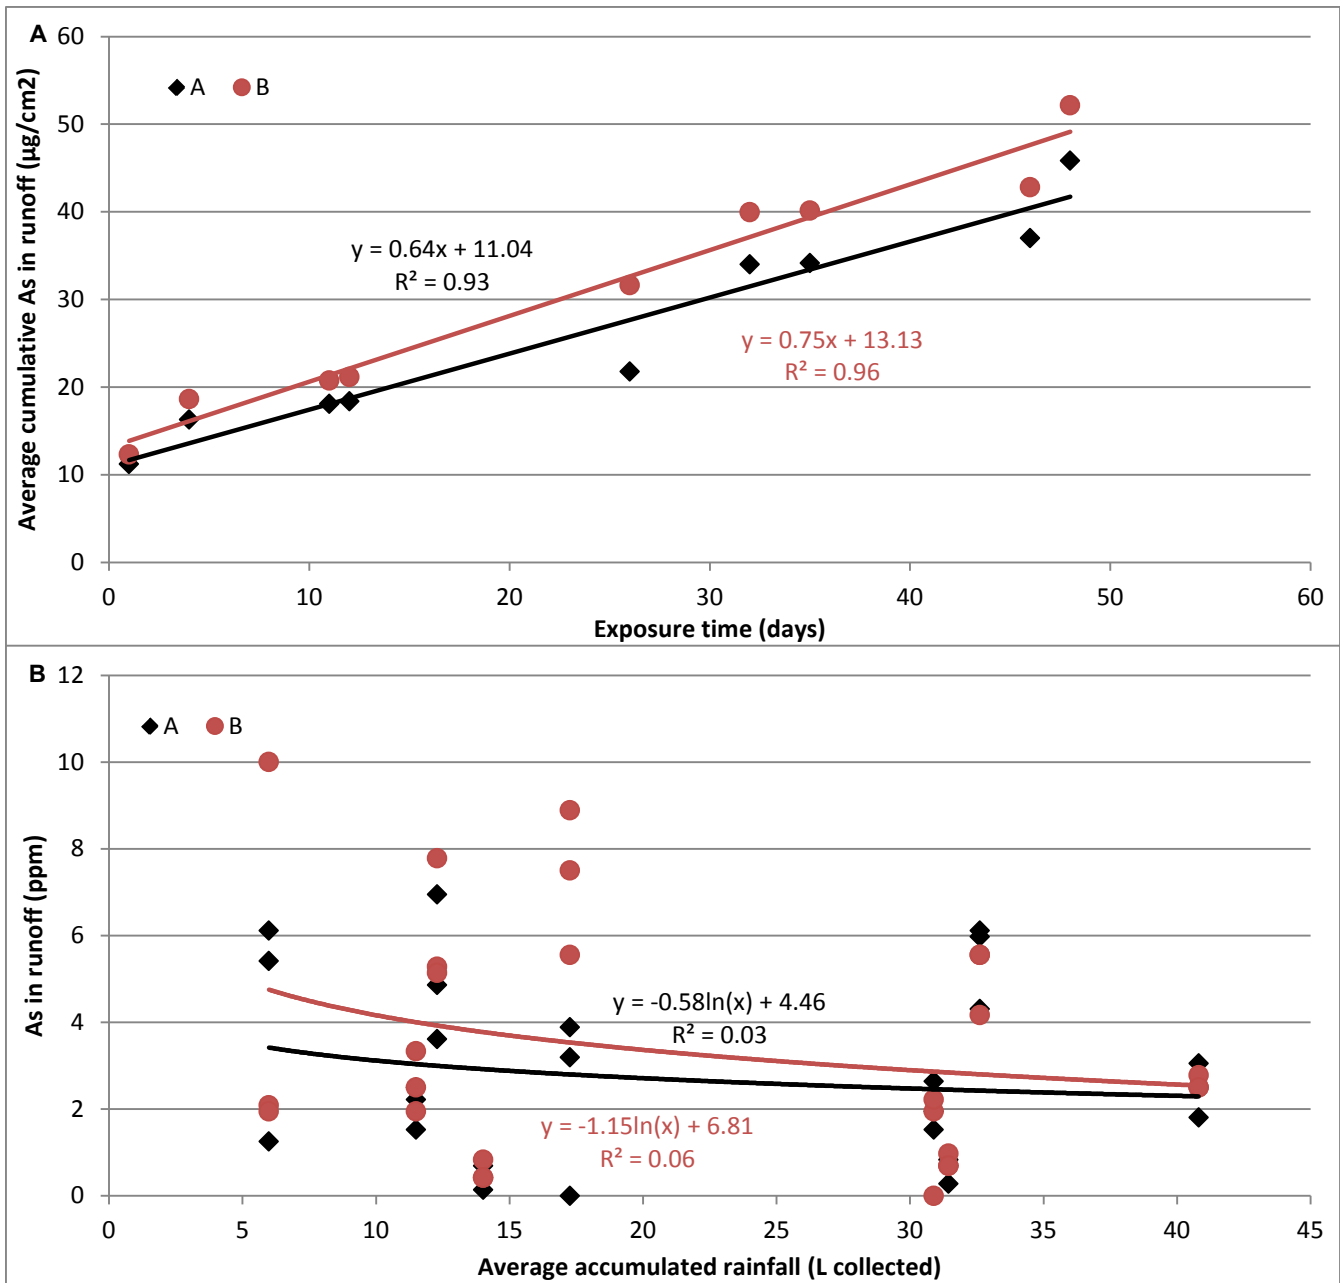 A
60
50
40
30
20
10
0
Average cumulative As in runoff (µg/cm2)
A B
y = 0.64x + 11.04
R² = 0.93
y = 0.75x + 13.13
R² = 0.96
0 10 20 30 40 50 60
Exposure time (days)
B
12
10
8
6
4
2
0
As in runoff (ppm)
A B
y = -0.58ln(x) + 4.46
R² = 0.03
y = -1.15ln(x) + 6.81
R² = 0.06
0 5 10 15 20 25 30 35 40 45
Average accumulated rainfall (L collected)